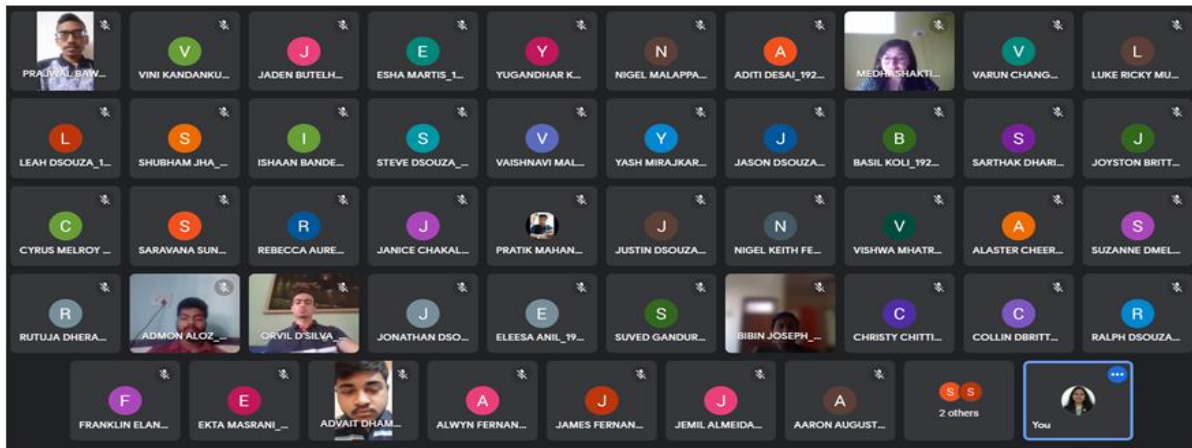 PRAJWAL BAW...
V
VINI KANDANKU...
J
JADEN BUTELH...
E
ESHA MARTIS_1...
Y
YUGANDHAR K...
N
NIGEL MALAPPA...
A
ADITI DESAI_192...
MEDHASHAKTI...
V
VARUN CHANG...
L
LUKE RICKY MU...
L
LEAH DSOUZA_1...
S
SHUBHAM JHA_...
I
ISHAAN BANDE...
S
STEVE DSOUZA_...
V
VAISHNAVI MAL...
Y
YASH MIRAJKAR...
J
JASON DSOUZA...
B
BASIL KOLI_192...
S
SARTHAK DHARI...
J
JOYSTON BRITT...
C
CYRUS MELROY ...
S
SARAVANA SUN...
R
REBECCA AURE...
J
JANICE CHAKAL...
PRATIK MAHAN...
J
JUSTIN DSOUZA...
N
NIGEL KEITH FE...
V
VISHWA MHATR...
A
ALASTER CHEER...
S
SUZANNE DMEL...
R
RUTUJA DHERA...
ADMON ALOZ_...
ORVIL D'SILVA_...
J
JONATHAN DSO...
E
ELEESA ANIL_19...
S
SUVED GANDUR...
BIBIN JOSEPH_...
C
CHRISTY CHITTI...
C
COLLIN DBRITT...
R
RALPH DSOUZA...
F
FRANKLIN ELAN...
E
EKTA MASRANI_...
ADVAIT DHAM...
A
ALWYN FERNAN...
J
JAMES FERNAN...
J
JEMIL ALMEIDA...
A
AARON AUGUST...
S S
2 others
You